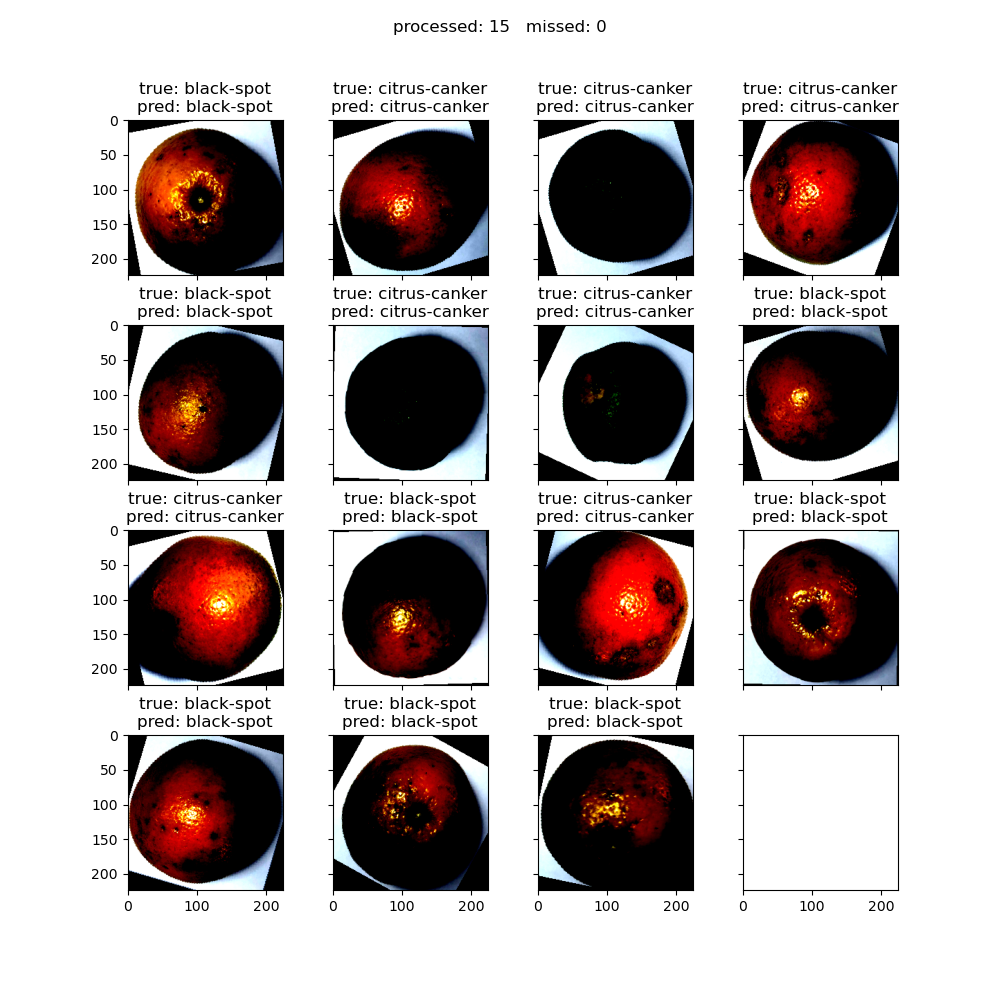 processed: 15   missed: 0
true: black-spot
pred: black-spot
true: citrus-canker
pred: citrus-canker
true: citrus-canker
pred: citrus-canker
true: citrus-canker
pred: citrus-canker
0
50
100
150
200
true: black-spot
pred: black-spot
true: citrus-canker
pred: citrus-canker
true: citrus-canker
pred: citrus-canker
true: black-spot
pred: black-spot
0
50
100
150
200
true: citrus-canker
pred: citrus-canker
true: black-spot
pred: black-spot
true: citrus-canker
pred: citrus-canker
true: black-spot
pred: black-spot
0
50
100
150
200
true: black-spot
pred: black-spot
true: black-spot
pred: black-spot
true: black-spot
pred: black-spot
0
50
100
150
200
0 100 200
0 100 200
0 100 200
0 100 200